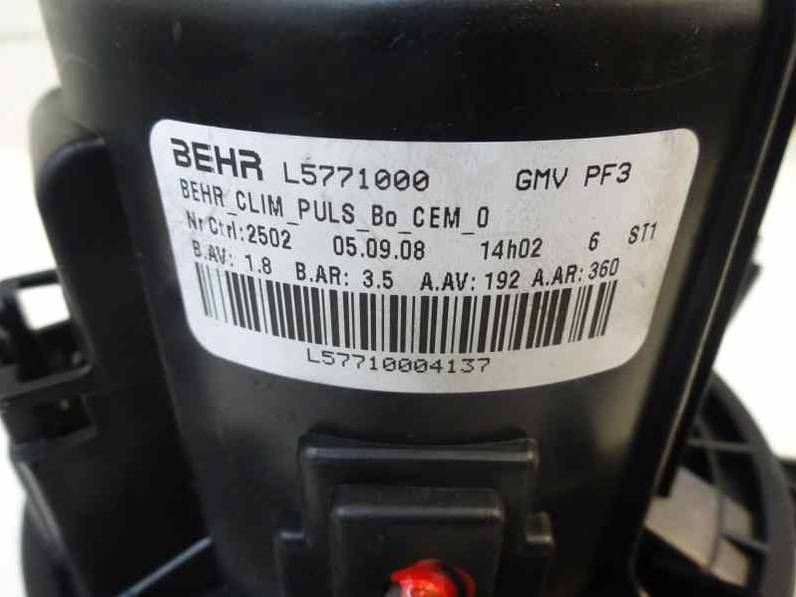 BEHR L5771000 GMV PF3
BEHR_CLIM_PULS_Bo_CEM_0
Nr Ctrl:2502 05.09.08 14h02 6 ST1
B.AV: 1.8 B.AR: 3.5 A.AV: 192 A.AR: 360
L57710004137